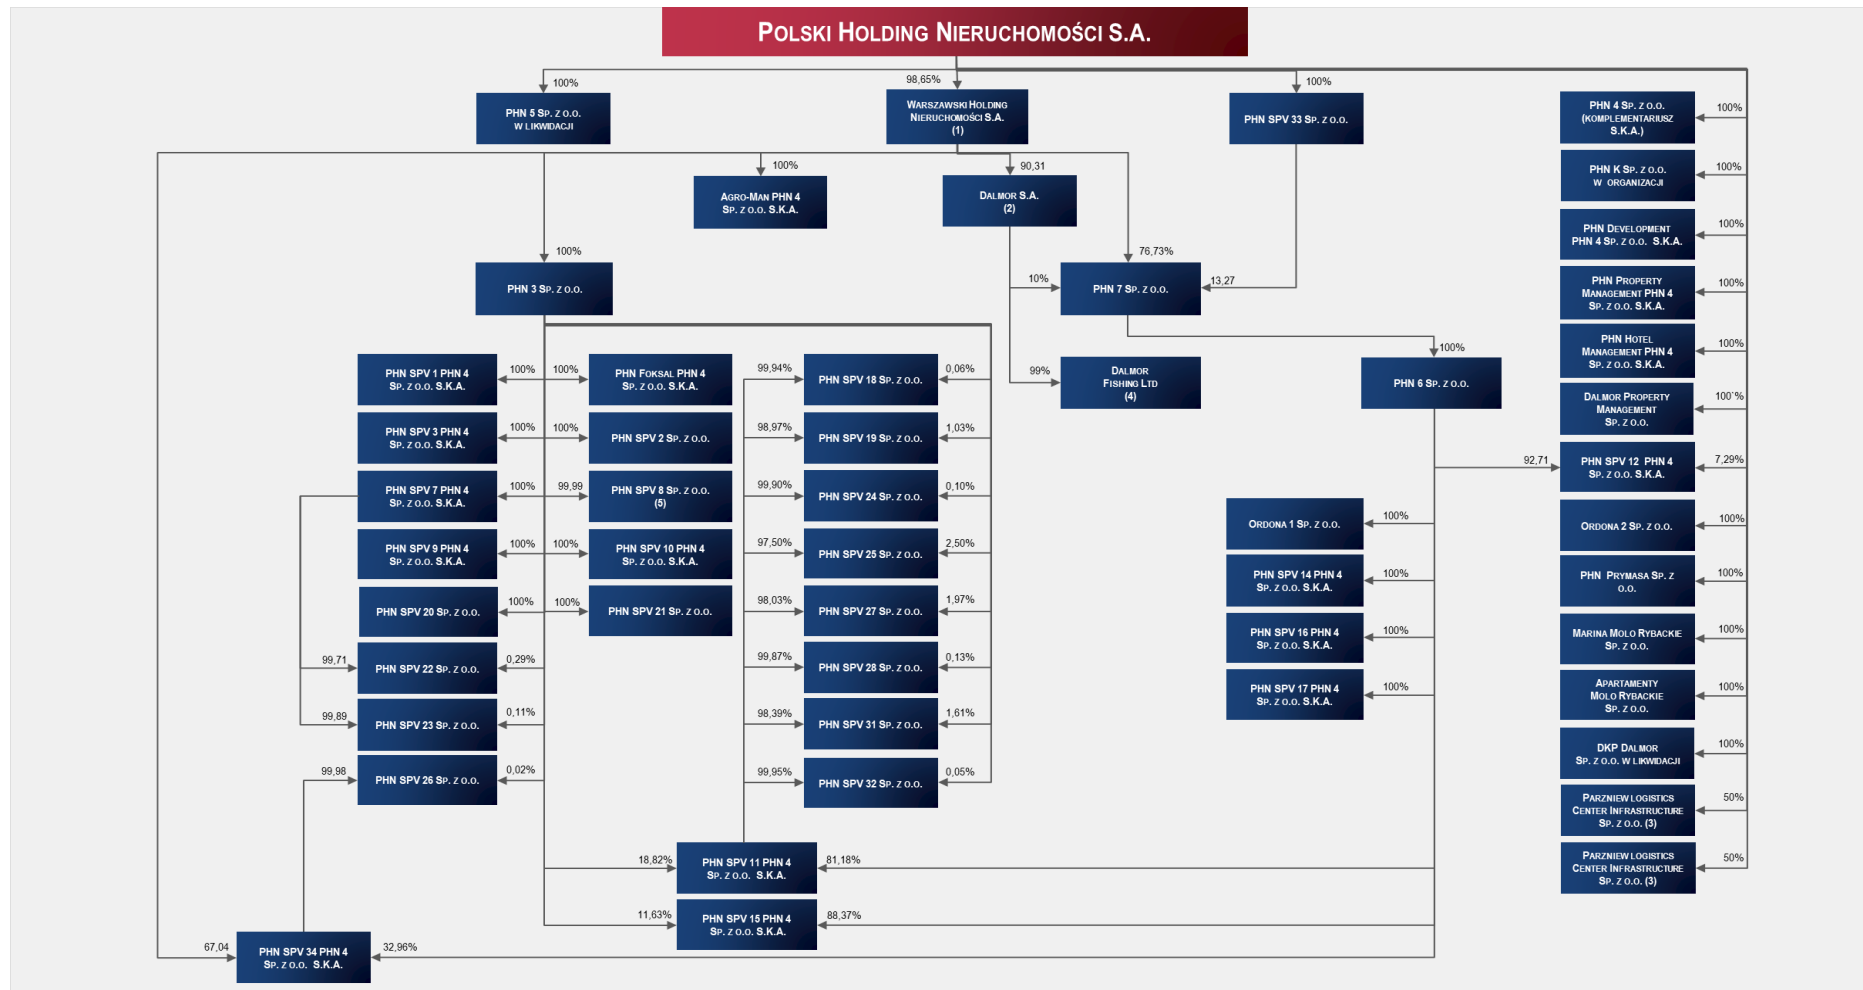 POLSKI HOLDING NIERUCHOMOŚCI S.A.
100%
98,65%
100%
PHN 5 SP. Z O.O.
W LIKWIDACJI
WARSZAWSKI HOLDING
NIERUCHOMOŚCI S.A.
(1)
PHN SPV 33 SP. Z O.O.
PHN 4 SP. Z O.O.
(KOMPLEMENTARIUSZ
S.K.A.)
100%
100%
AGRO-MAN PHN 4
SP. Z O.O. S.K.A.
90,31
DALMOR S.A.
(2)
PHN K SP. Z O.O.
W ORGANIZACJI
100%
PHN DEVELOPMENT
PHN 4 SP. Z O.O. S.K.A.
100%
100%
PHN 3 SP. Z O.O.
76,73%
10%
PHN 7 SP. Z O.O.
13,27
PHN PROPERTY
MANAGEMENT PHN 4
SP. Z O.O. S.K.A.
100%
PHN HOTEL
MANAGEMENT PHN 4
SP. Z O.O. S.K.A.
100%
100%
PHN 6 SP. Z O.O.
99%
DALMOR
FISHING LTD
(4)
DALMOR PROPERTY
MANAGEMENT
SP. Z O.O.
100%
PHN SPV 1 PHN 4
SP. Z O.O. S.K.A.
100%
100%
PHN FOKSAL PHN 4
SP. Z O.O. S.K.A.
99,94%
PHN SPV 18 SP. Z O.O.
0,06%
PHN SPV 3 PHN 4
SP. Z O.O. S.K.A.
100%
100%
PHN SPV 2 SP. Z O.O.
98,97%
PHN SPV 19 SP. Z O.O.
1,03%
92,71
PHN SPV 12 PHN 4
SP. Z O.O. S.K.A.
7,29%
PHN SPV 7 PHN 4
SP. Z O.O. S.K.A.
100%
99,99
PHN SPV 8 SP. Z O.O.
(5)
99,90%
PHN SPV 24 SP. Z O.O.
0,10%
ORDONA 1 SP. Z O.O.
100%
ORDONA 2 SP. Z O.O.
100%
PHN SPV 9 PHN 4
SP. Z O.O. S.K.A.
100%
100%
PHN SPV 10 PHN 4
SP. Z O.O. S.K.A.
97,50%
PHN SPV 25 SP. Z O.O.
2,50%
PHN SPV 14 PHN 4
SP. Z O.O. S.K.A.
100%
PHN PRYMASA SP. Z
O.O.
100%
PHN SPV 20 SP. Z O.O.
100%
100%
PHN SPV 21 SP. Z O.O.
98,03%
PHN SPV 27 SP. Z O.O.
1,97%
PHN SPV 16 PHN 4
SP. Z O.O. S.K.A.
100%
MARINA MOLO RYBACKIE
SP. Z O.O.
100%
99,71
PHN SPV 22 SP. Z O.O.
0,29%
99,87%
PHN SPV 28 SP. Z O.O.
0,13%
PHN SPV 17 PHN 4
SP. Z O.O. S.K.A.
100%
APARTAMENTY
MOLO RYBACKIE
SP. Z O.O.
100%
99,89
PHN SPV 23 SP. Z O.O.
0,11%
98,39%
PHN SPV 31 SP. Z O.O.
1,61%
DKP DALMOR
SP. Z O.O. W LIKWIDACJI
100%
99,98
PHN SPV 26 SP. Z O.O.
0,02%
99,95%
PHN SPV 32 SP. Z O.O.
0,05%
PARZNIEW LOGISTICS
CENTER INFRASTRUCTURE
SP. Z O.O. (3)
50%
18,82%
PHN SPV 11 PHN 4
SP. Z O.O. S.K.A.
81,18%
PARZNIEW LOGISTICS
CENTER INFRASTRUCTURE
SP. Z O.O. (3)
50%
11,63%
PHN SPV 15 PHN 4
SP. Z O.O. S.K.A.
88,37%
67,04
PHN SPV 34 PHN 4
SP. Z O.O. S.K.A.
32,96%